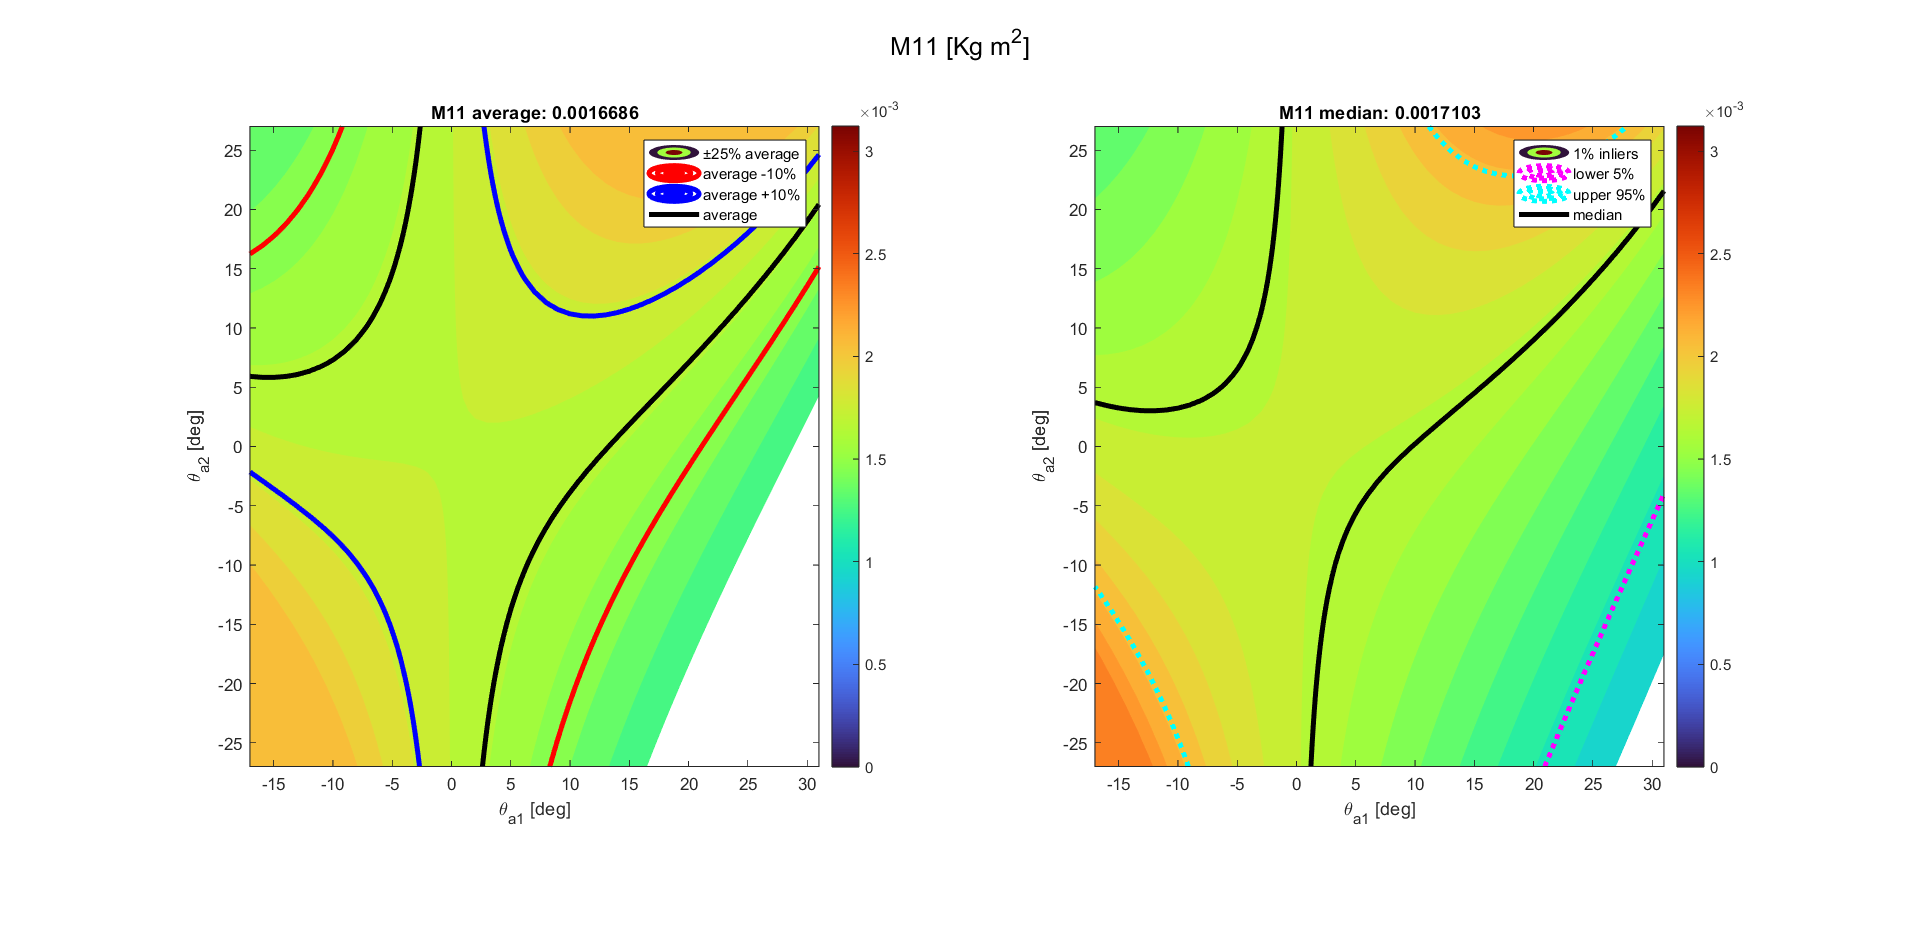 M11 [Kg m2]
M11 average: 0.0016686
×10-3
±25% average
average -10%
average +10%
average
25
20
15
10
5
0
-5
-10
-15
-20
-25
θa2 [deg]
-15 -10 -5 0 5 10 15 20 25 30
θa1 [deg]
3
2.5
2
1.5
1
0.5
0
M11 median: 0.0017103
×10-3
1% inliers
lower 5%
upper 95%
median
25
20
15
10
5
0
-5
-10
-15
-20
-25
θa2 [deg]
-15 -10 -5 0 5 10 15 20 25 30
θa1 [deg]
3
2.5
2
1.5
1
0.5
0